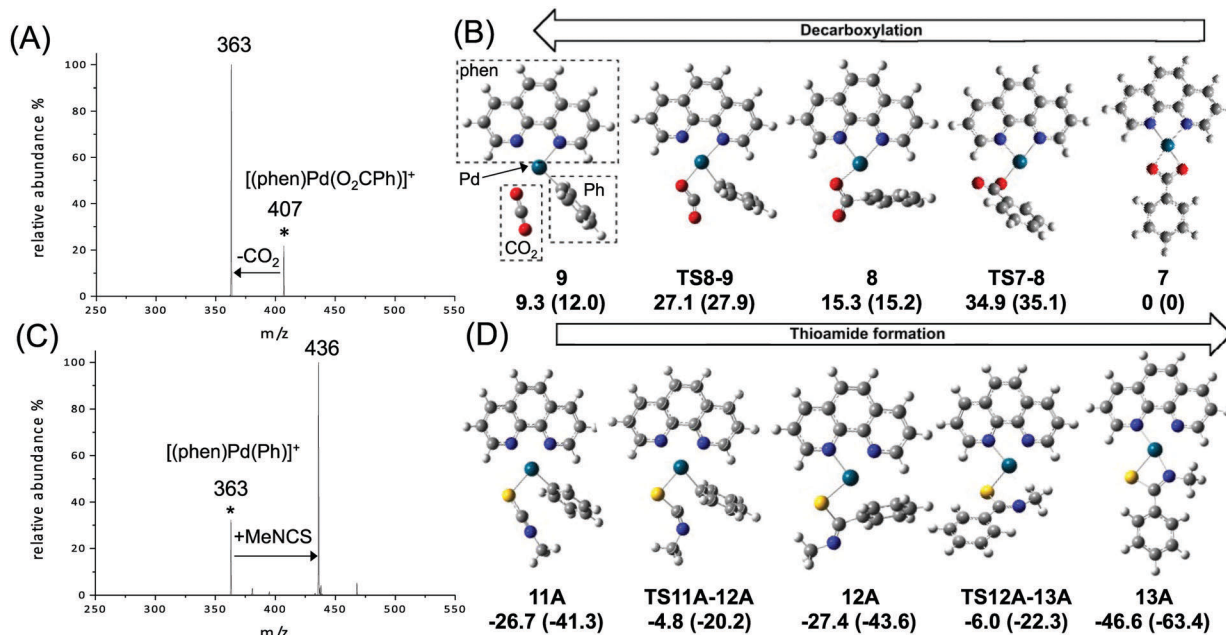 (A)
363
100
80
60
40
20
0
relative abundance %
[(phen)Pd(O₂CPh)]⁺
407
*
-CO₂
250
300
350
400
450
500
550
m/z
(B)
Decarboxylation
phen
Pd
Ph
CO₂
9
TS8-9
8
TS7-8
7
9.3 (12.0)
27.1 (27.9)
15.3 (15.2)
34.9 (35.1)
0 (0)
(C)
436
100
80
60
40
20
0
relative abundance %
[(phen)Pd(Ph)]⁺
363
*
+MeNCS
250
300
350
400
450
500
550
m/z
(D)
Thioamide formation
11A
TS11A-12A
12A
TS12A-13A
13A
-26.7 (-41.3)
-4.8 (-20.2)
-27.4 (-43.6)
-6.0 (-22.3)
-46.6 (-63.4)